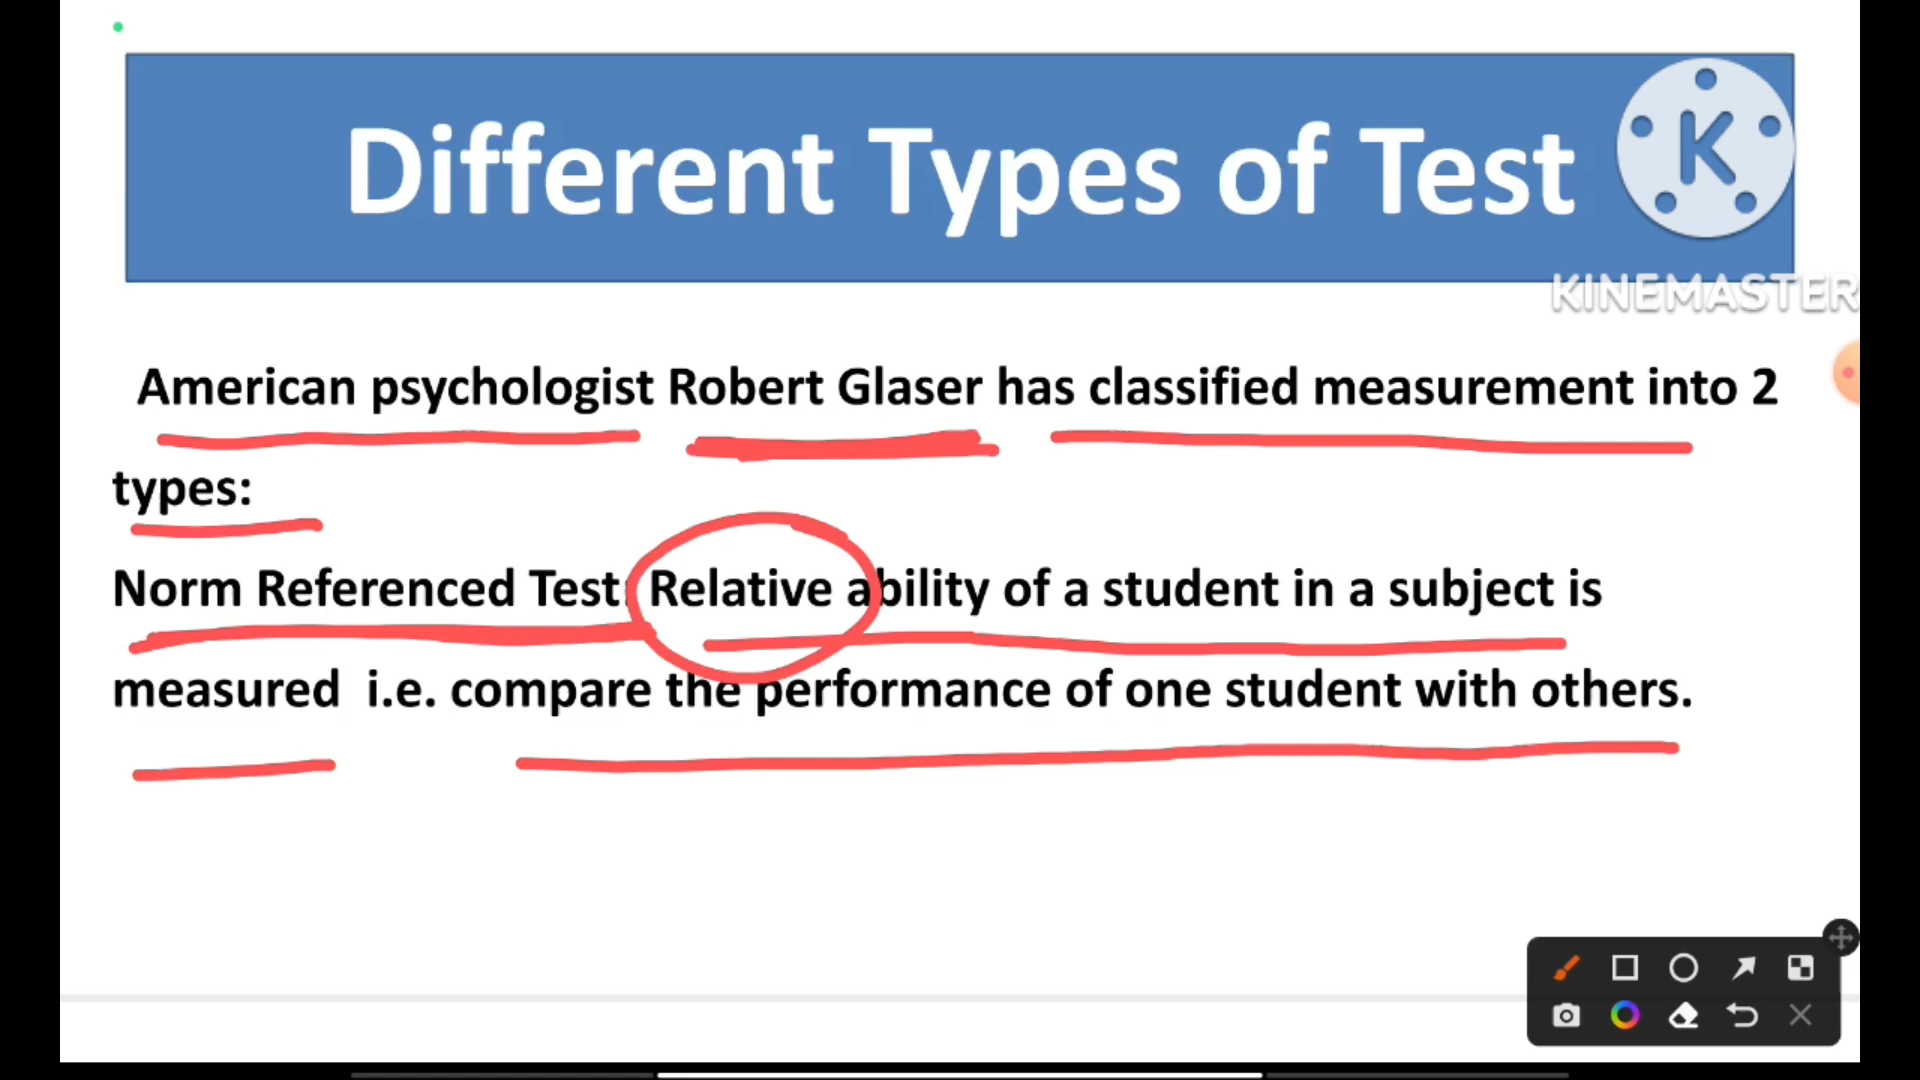 Different Types of Test
K
KINEMASTER
American psychologist Robert Glaser has classified measurement into 2
types:
Norm Referenced Test: Relative ability of a student in a subject is
measured i.e. compare the performance of one student with others.